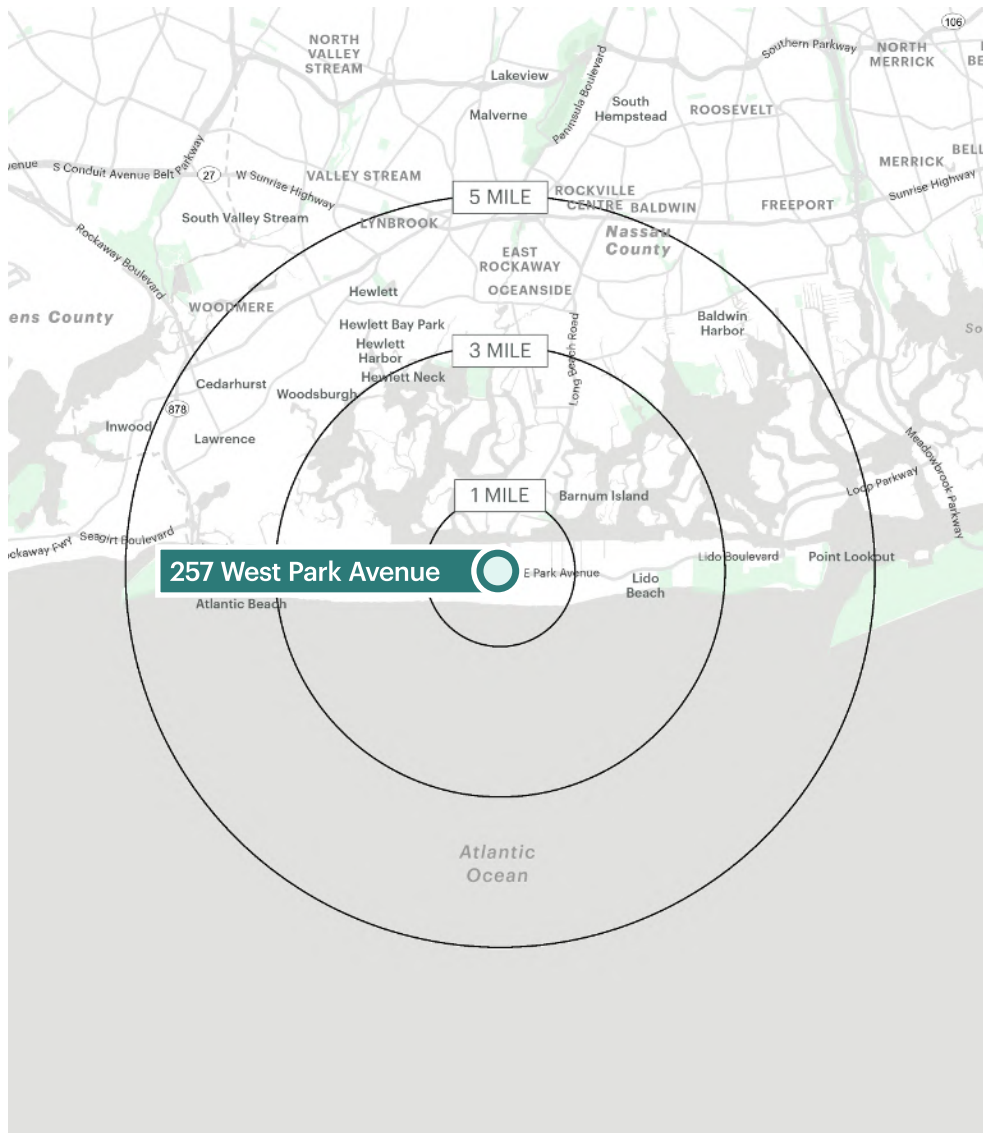 106
Southern Parkway
NORTH
MERRICK
NORTH
VALLEY
STREAM
BE
Lakeview
Peninsula Boulevard
South
Hempstead
ROOSEVELT
Malverne
BELL
MERRICK
enue
S Conduit Avenue Belt
Parkway
27
W Sunrise Highway
VALLEY STREAM
Sunrise Highway
5 MILE
ROCKVILLE
CENTRE
BALDWIN
FREEPORT
South Valley Stream
LYNBROOK
Nassau
County
Rockaway Boulevard
EAST
ROCKAWAY
OCEANSIDE
Hewlett
WOODMERE
ens County
Hewlett Bay Park
Baldwin
Harbor
So
Hewlett
Harbor
3 MILE
Long Beach Road
Hewlett Neck
Cedarhurst
Woodsburgh
878
Inwood
Lawrence
Meadowbrook Parkway
Loop Parkway
1 MILE
Barnum Island
ockaway Fwy
Seagirt Boulevard
257 West Park Avenue
E Park Avenue
Lido Boulevard
Point Lookout
Lido
Beach
Atlantic Beach
Atlantic
Ocean